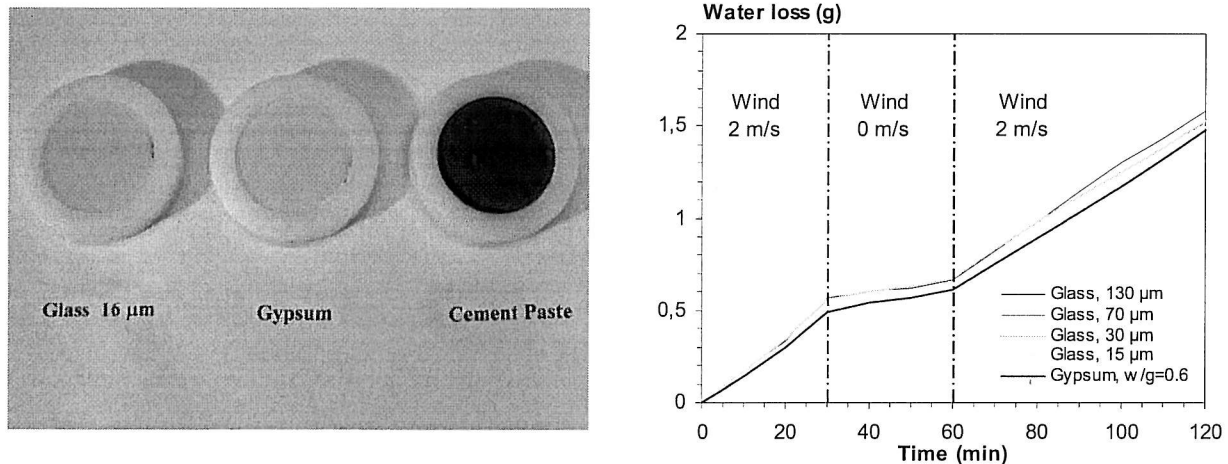 Glass 16 µm
Gypsum
Cement Paste
Water loss (g)
2
1,5
1
0,5
0
Wind
2 m/s
Wind
0 m/s
Wind
2 m/s
Glass, 130 µm
Glass, 70 µm
Glass, 30 µm
Glass, 15 µm
Gypsum, w/g=0.6
0 20 40 60 80 100 120
Time (min)